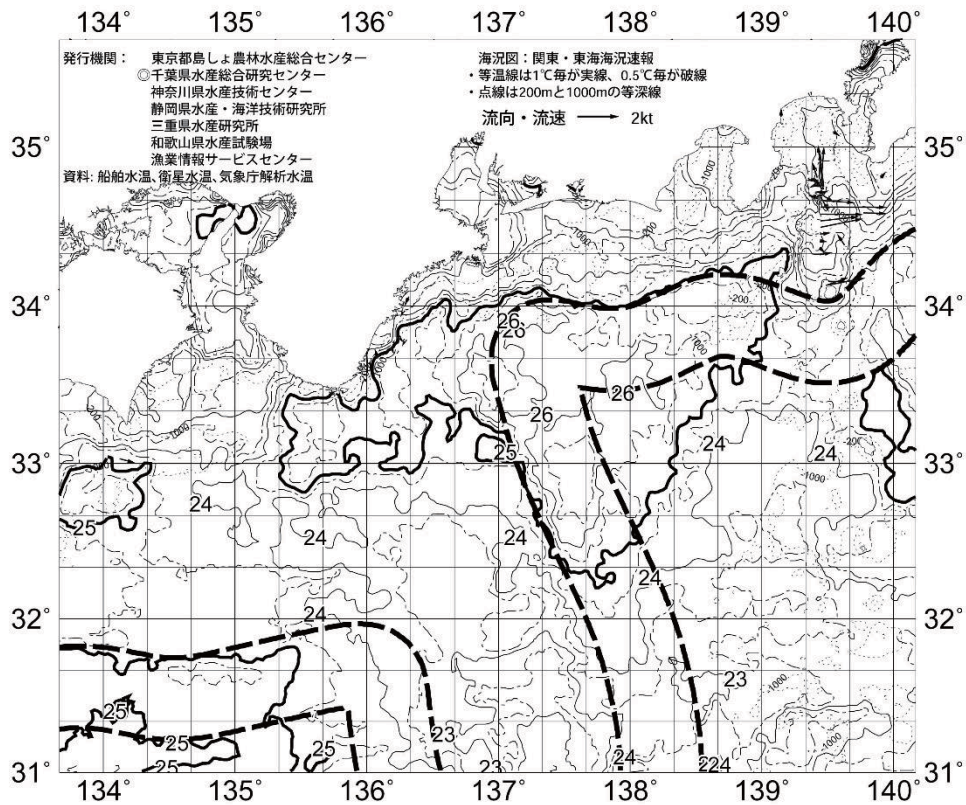 134° 135° 136° 137° 138° 139° 140°
発行機関： 東京都島しょ農林水産総合センター
◎千葉県水産総合研究センター
神奈川県水産技術センター
静岡県水産・海洋技術研究所
三重県水産研究所
和歌山県水産試験場
漁業情報サービスセンター
資料: 船舶水温、衛星水温、気象庁解析水温
海況図：関東・東海海況速報
・等温線は1℃毎が実線、0.5℃毎が破線
・点線は200mと1000mの等深線
流向・流速 2kt
35° 35°
-1000
-200
-1000
34° 34°
-200
26
26
-1000
26
26
-1000
24
25
24
-200
33° 33°
-1000
24
25
24
24
24
32° 32°
24
23
-1000
25
25
23
-1000
25
25
23
24
224
31° 31°
134° 135° 136° 137° 138° 139° 140°